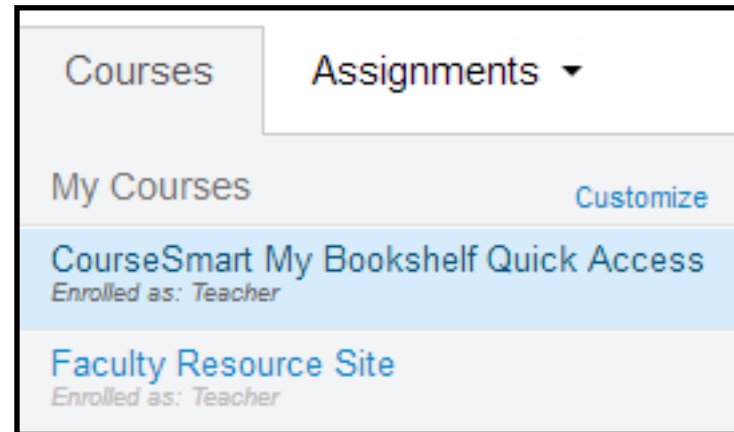 Courses Assignments
My Courses Customize
CourseSmart My Bookshelf Quick Access
Enrolled as: Teacher
Faculty Resource Site
Enrolled as: Teacher